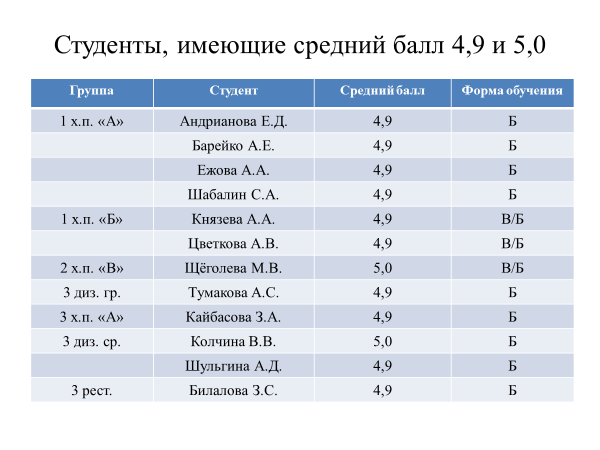 Студенты, имеющие средний балл 4,9 и 5,0
Группа Студент Средний балл Форма обучения
1 х.п. «А» Андрианова Е.Д. 4,9 Б
Барейко А.Е. 4,9 Б
Ежова А.А. 4,9 Б
Шабалин С.А. 4,9 Б
1 х.п. «Б» Князева А.А. 4,9 В/Б
Цветкова А.В. 4,9 В/Б
2 х.п. «В» Щёголева М.В. 5,0 В/Б
3 диз. гр. Тумакова А.С. 4,9 Б
3 х.п. «А» Кайбасова З.А. 4,9 Б
3 диз. ср. Колчина В.В. 5,0 Б
Шульгина А.Д. 4,9 Б
3 рест. Билалова З.С. 4,9 Б